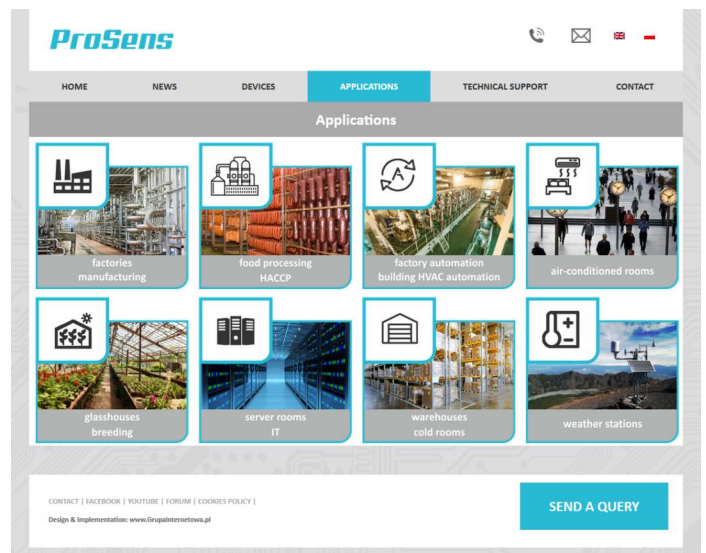 ProSens
HOME NEWS DEVICES APPLICATIONS TECHNICAL SUPPORT CONTACT
Applications
factories
manufacturing
food processing
HACCP
A
factory automation
building HVAC automation
air-conditioned rooms
glasshouses
breeding
server rooms
IT
warehouses
cold rooms
weather stations
CONTACT | FACEBOOK | YOUTUBE | FORUM | COOKIES POLICY |
Design & Implementation: www.GrupaInternetowa.pl
SEND A QUERY